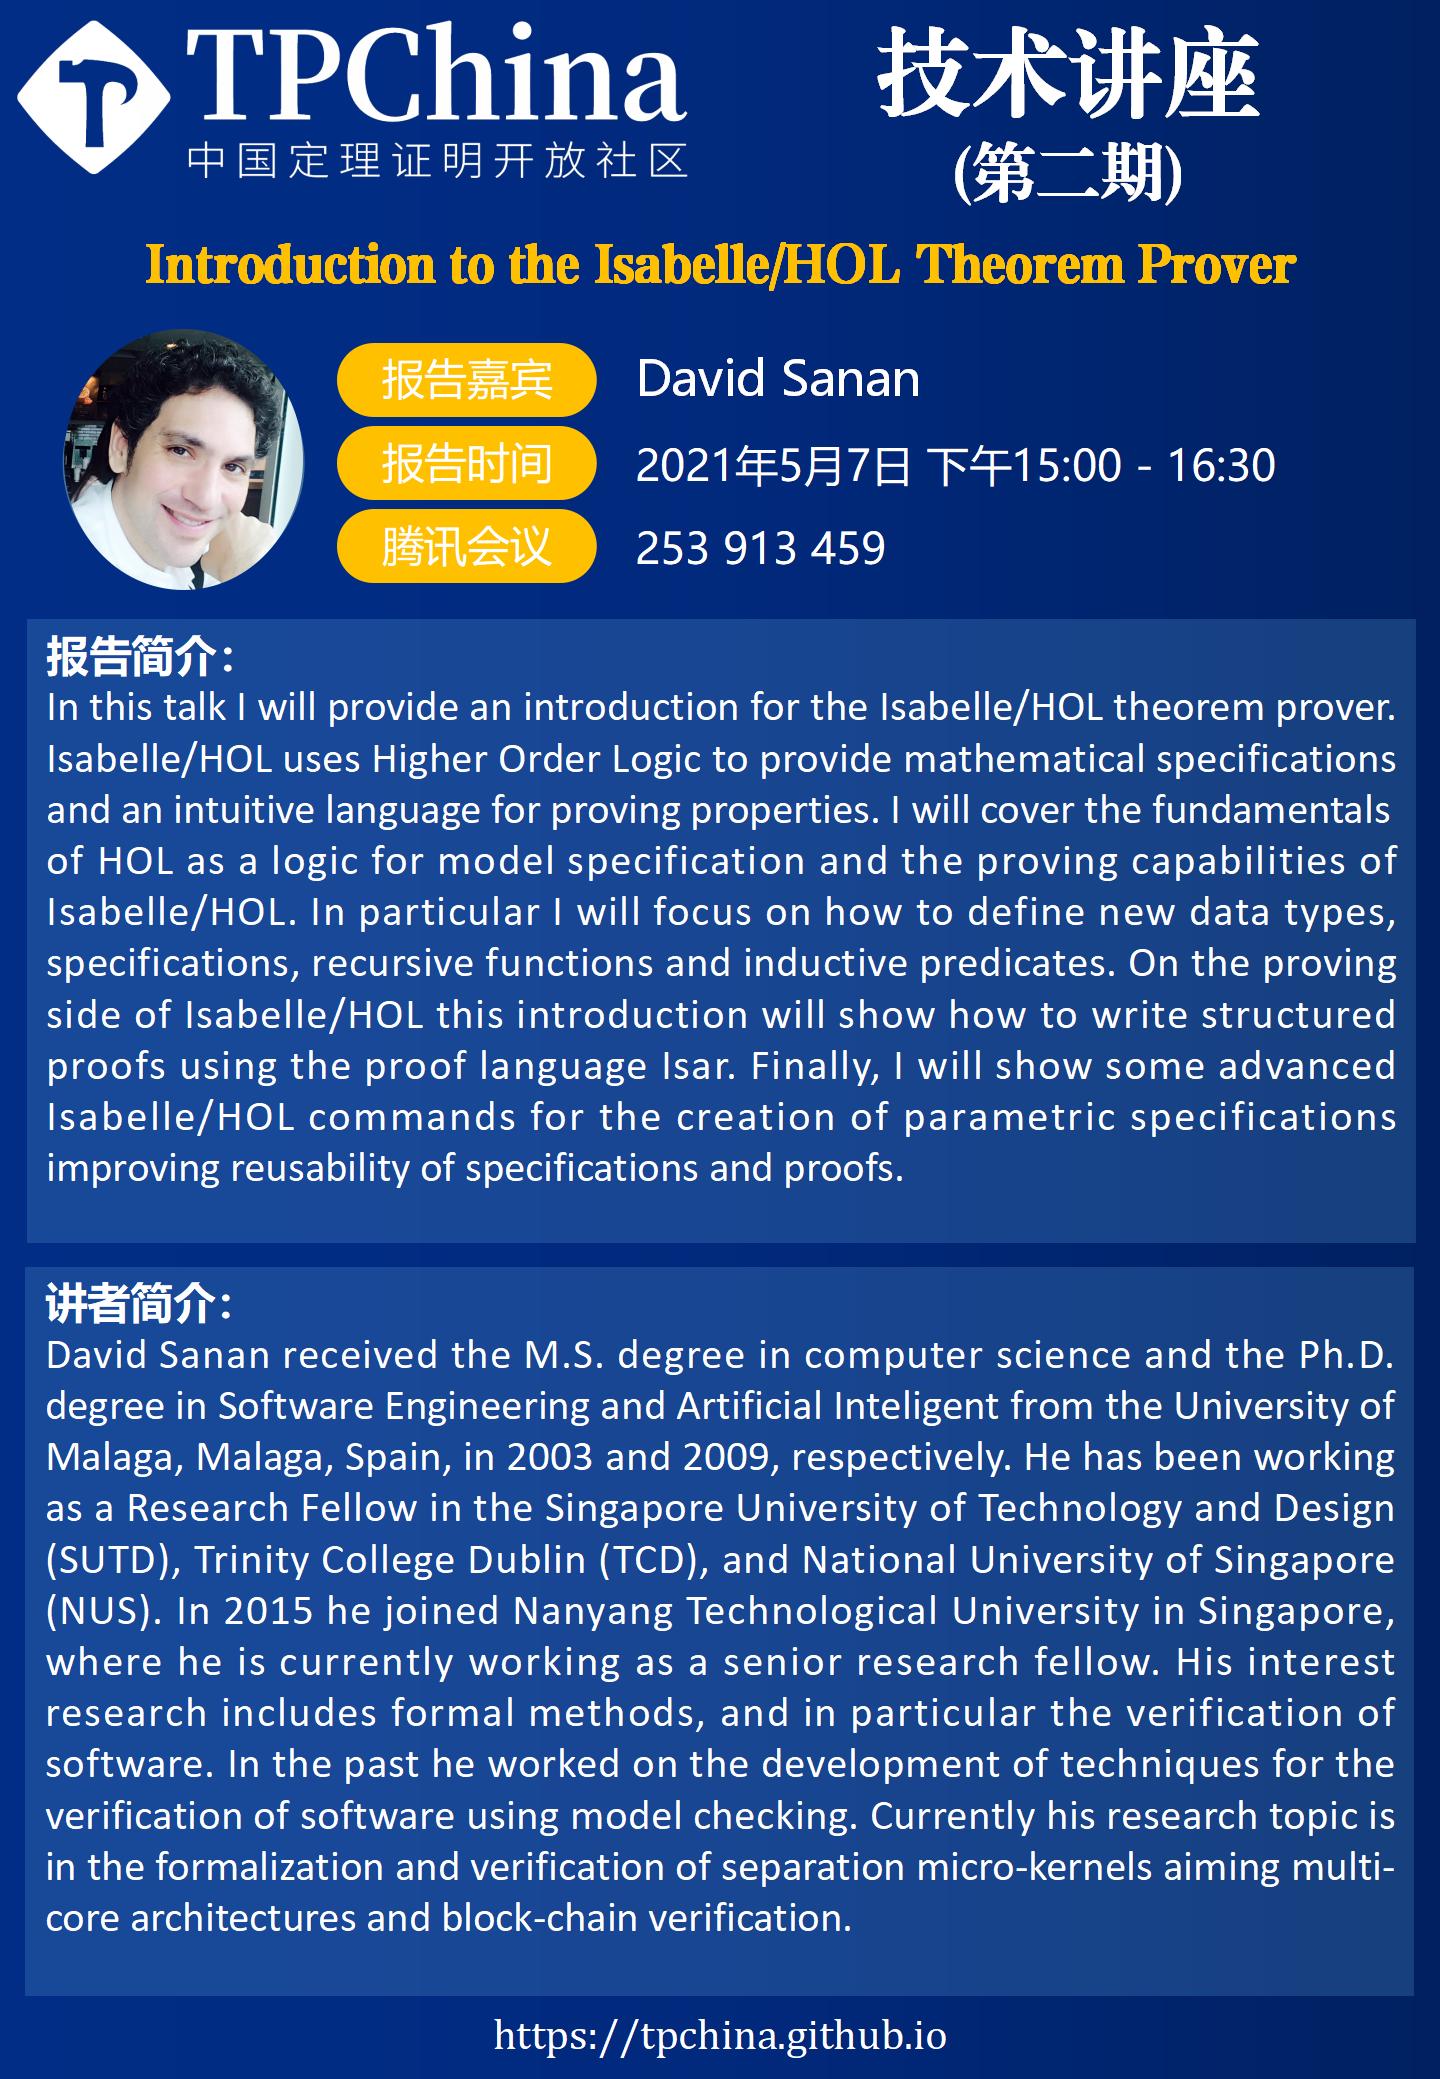 TPChina
中国定理证明开放社区
技术讲座
(第二期)
Introduction to the Isabelle/HOL Theorem Prover
报告嘉宾 David Sanan
报告时间 2021年5月7日 下午15:00 - 16:30
腾讯会议 253 913 459
报告简介：
In this talk I will provide an introduction for the Isabelle/HOL theorem prover.
Isabelle/HOL uses Higher Order Logic to provide mathematical specifications
and an intuitive language for proving properties. I will cover the fundamentals
of HOL as a logic for model specification and the proving capabilities of
Isabelle/HOL. In particular I will focus on how to define new data types,
specifications, recursive functions and inductive predicates. On the proving
side of Isabelle/HOL this introduction will show how to write structured
proofs using the proof language Isar. Finally, I will show some advanced
Isabelle/HOL commands for the creation of parametric specifications
improving reusability of specifications and proofs.
讲者简介：
David Sanan received the M.S. degree in computer science and the Ph.D.
degree in Software Engineering and Artificial Inteligent from the University of
Malaga, Malaga, Spain, in 2003 and 2009, respectively. He has been working
as a Research Fellow in the Singapore University of Technology and Design
(SUTD), Trinity College Dublin (TCD), and National University of Singapore
(NUS). In 2015 he joined Nanyang Technological University in Singapore,
where he is currently working as a senior research fellow. His interest
research includes formal methods, and in particular the verification of
software. In the past he worked on the development of techniques for the
verification of software using model checking. Currently his research topic is
in the formalization and verification of separation micro-kernels aiming multi-
core architectures and block-chain verification.
https://tpchina.github.io